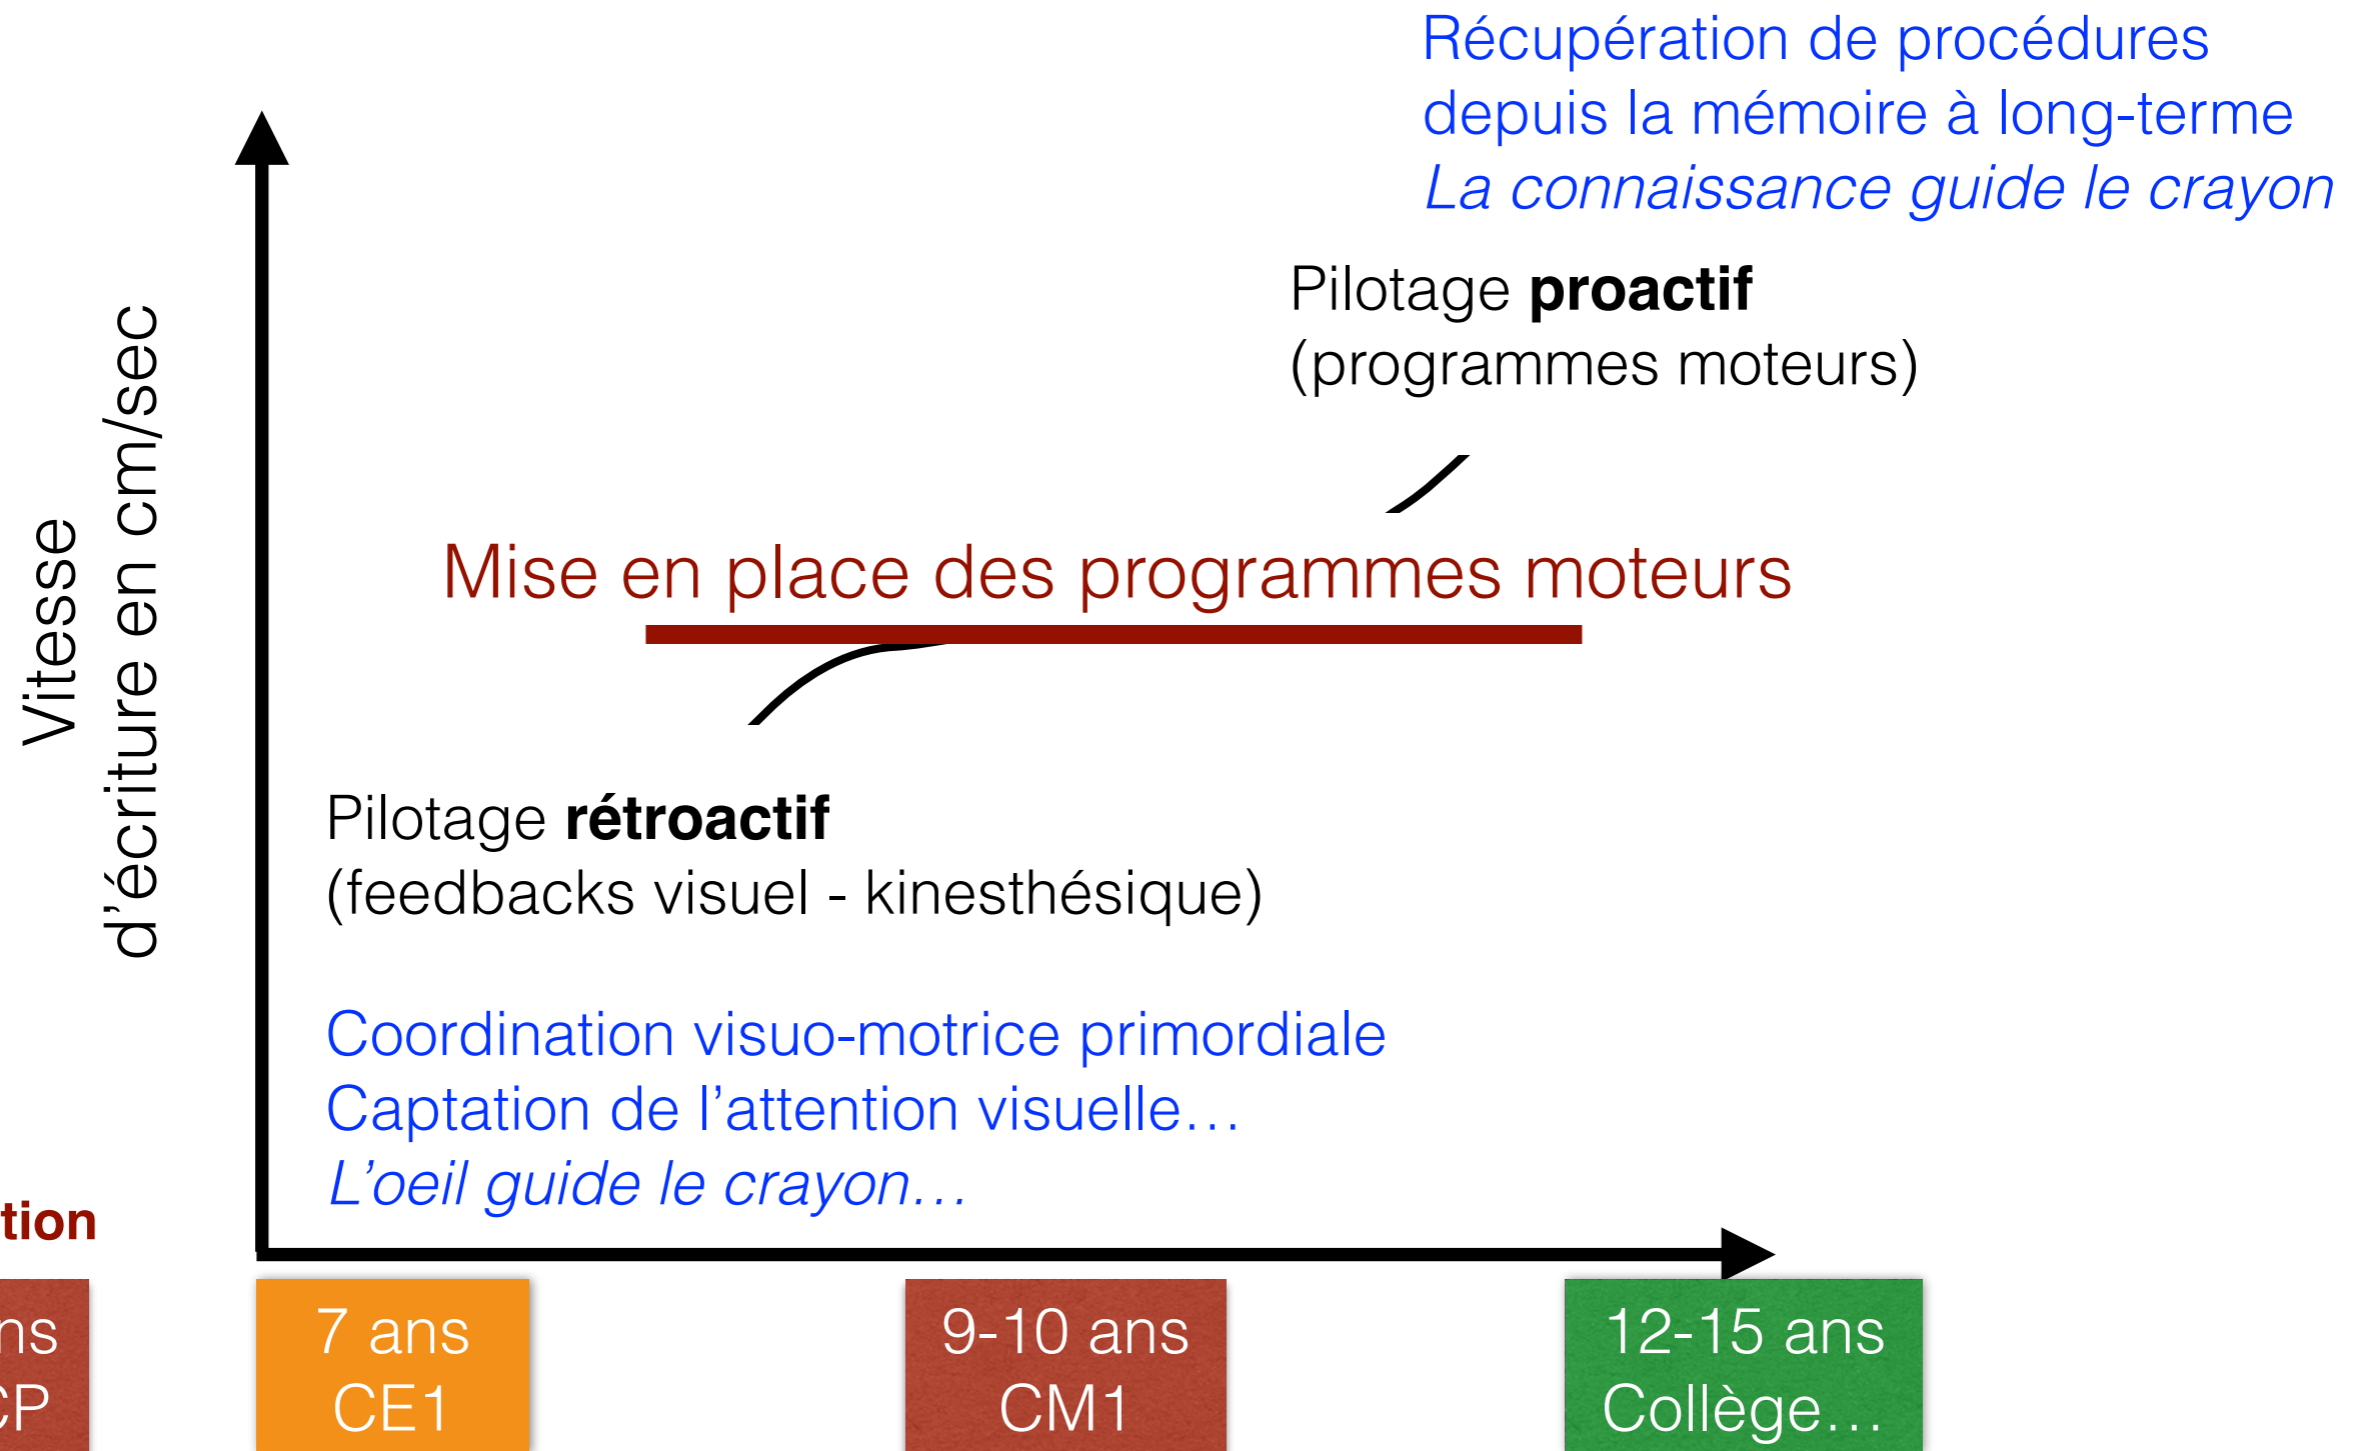 Récupération de procédures
depuis la mémoire à long-terme
La connaissance guide le crayon
Pilotage proactif
(programmes moteurs)
Vitesse
d'écriture en cm/sec
Mise en place des programmes moteurs
Pilotage rétroactif
(feedbacks visuel - kinesthésique)
Coordination visuo-motrice primordiale
Captation de l'attention visuelle…
L'oeil guide le crayon…
tion
ns
CP
7 ans
CE1
9-10 ans
CM1
12-15 ans
Collège…